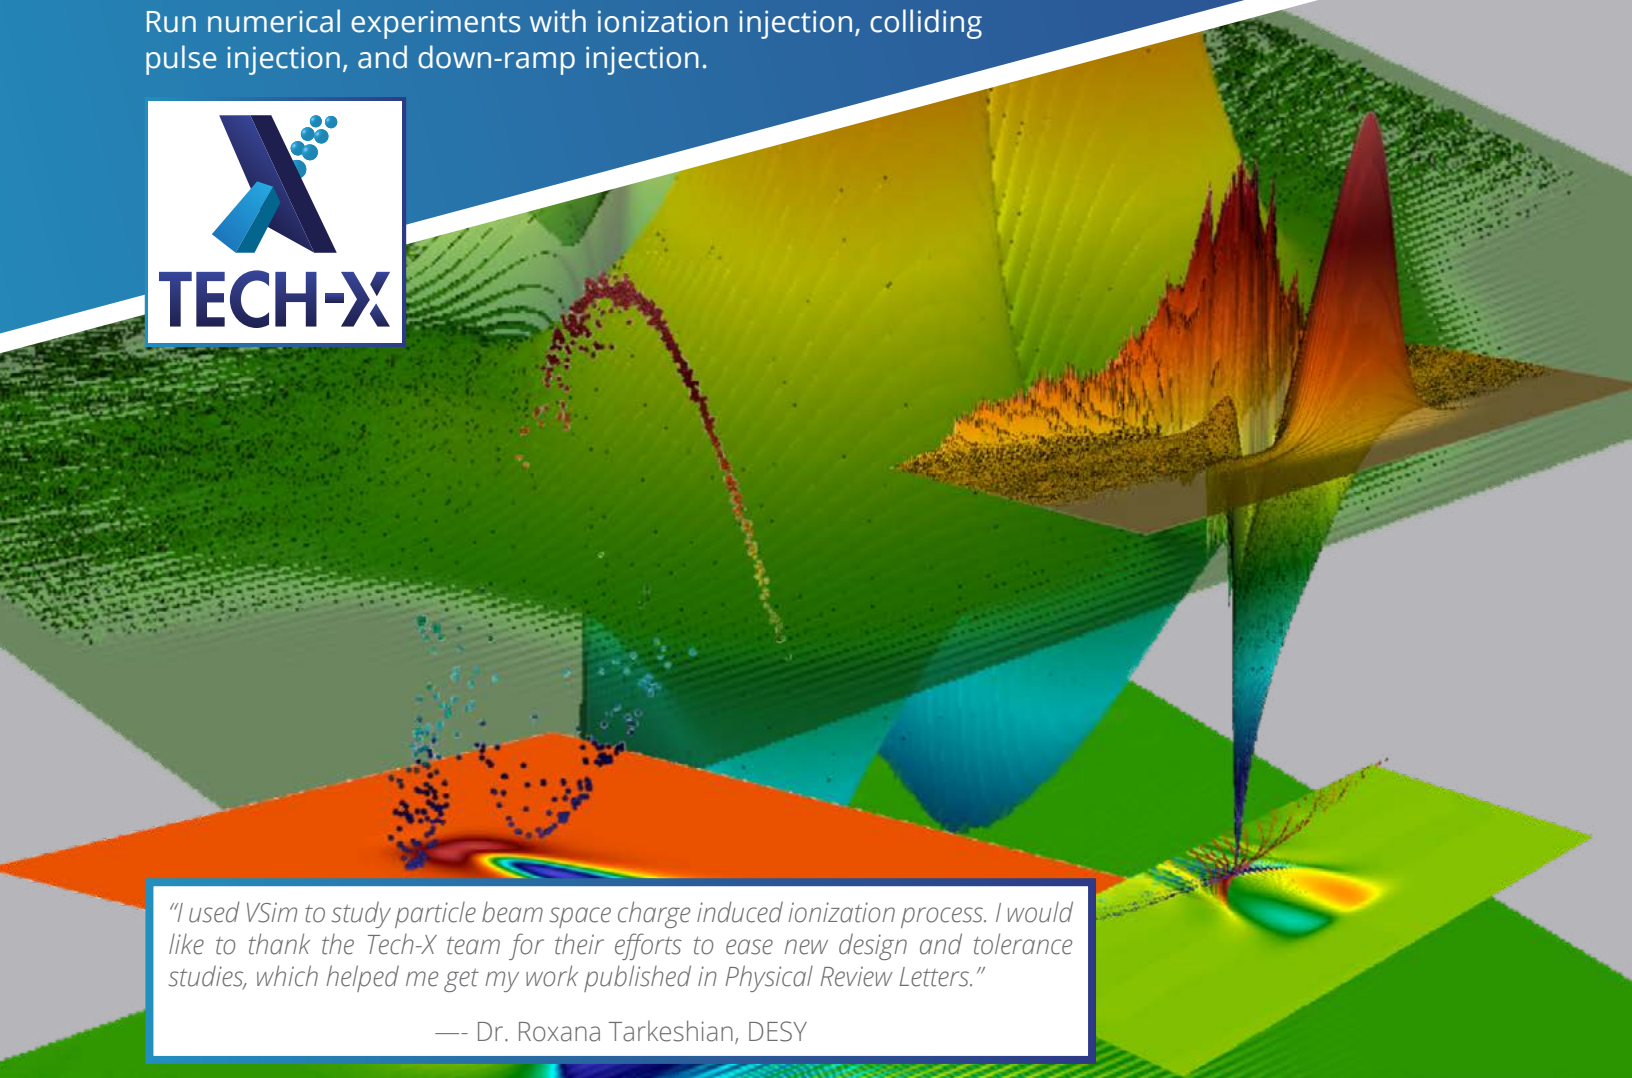 Run numerical experiments with ionization injection, colliding
pulse injection, and down-ramp injection.
TECH-X
“I used VSim to study particle beam space charge induced ionization process. I would
like to thank the Tech-X team for their efforts to ease new design and tolerance
studies, which helped me get my work published in Physical Review Letters.”
—- Dr. Roxana Tarkeshian, DESY